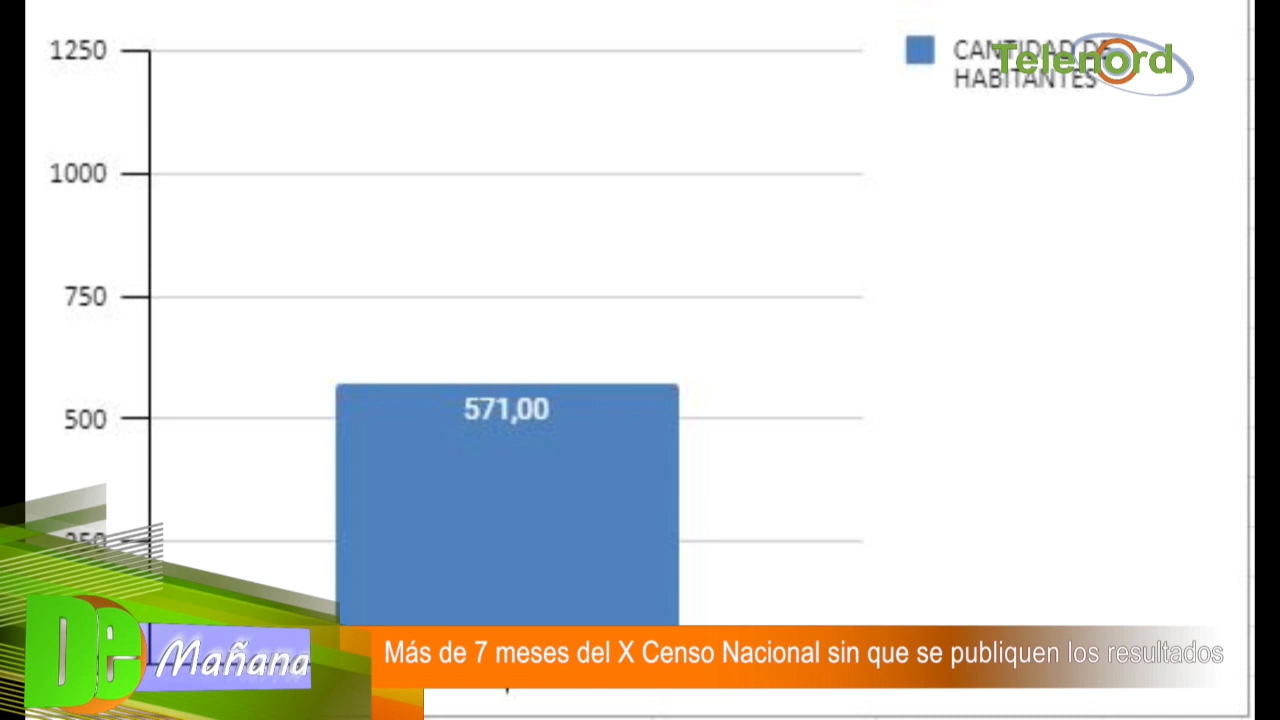 1250
CANTIDAD DE
HABITANTES
Telenord
1000
750
500
571,00
250
De
Mañana
Más de 7 meses del X Censo Nacional sin que se publiquen los resultados